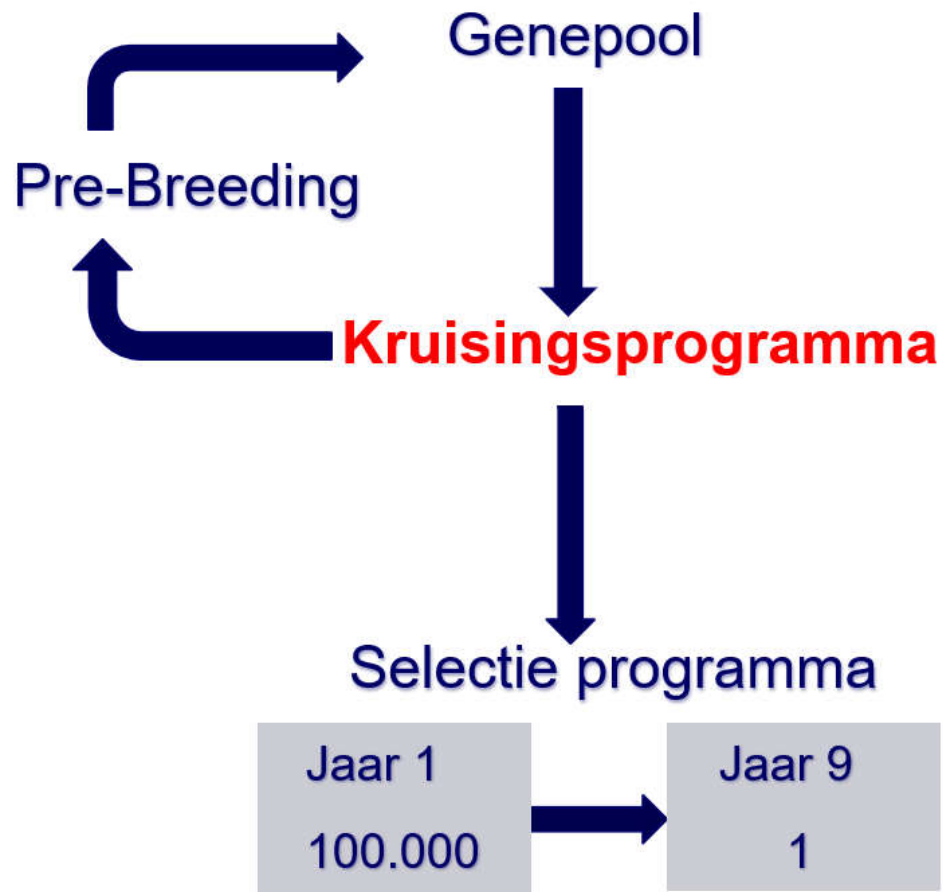 Genepool
Pre-Breeding
Kruisingsprogramma
Selectie programma
Jaar 1
100.000
Jaar 9
1